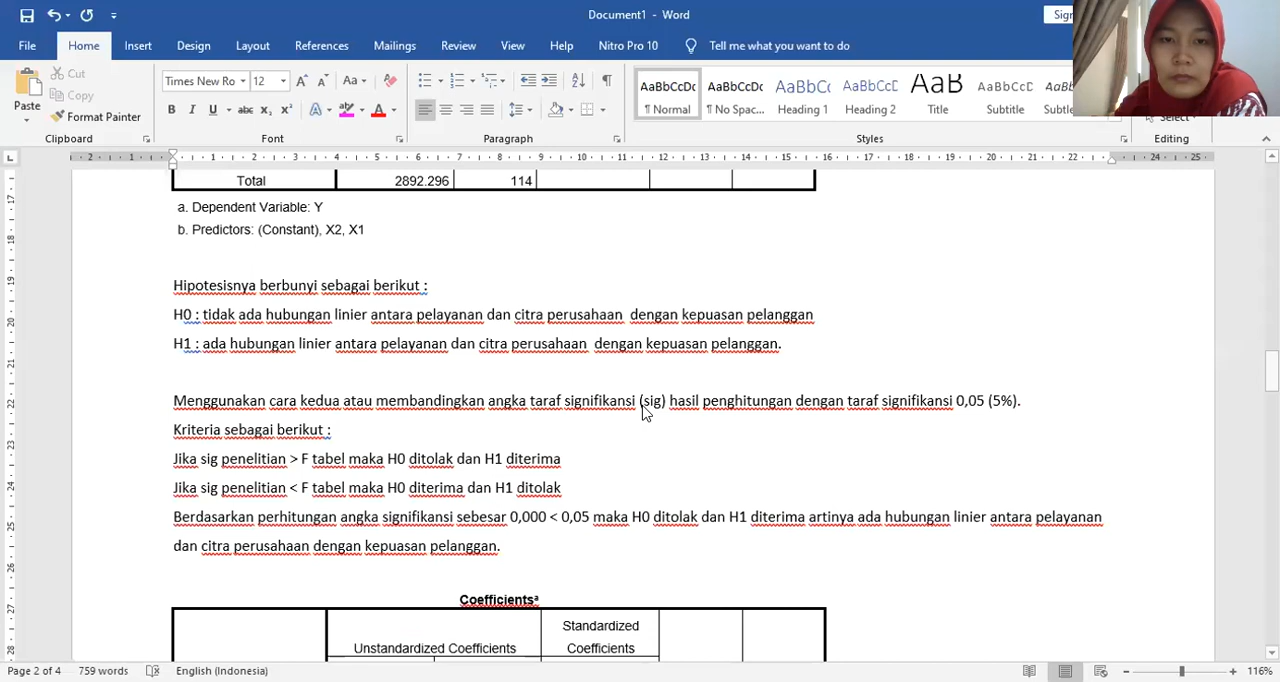 Document1 - Word
Sig
File Home Insert Design Layout References Mailings Review View Help Nitro Pro 10 Tell me what you want to do
Paste
Cut
Copy
Format Painter
Clipboard
Times New Ro 12
Font
Paragraph
AaBbCcDc AaBbCcDc AaBbCc AaBbCcD AaB AaBbCcD
¶ Normal ¶ No Spac... Heading 1 Heading 2 Title Subtitle
Styles
Select
Editing
Total 2892.296 114
a. Dependent Variable: Y
b. Predictors: (Constant), X2, X1
Hipotesisnya berbunyi sebagai berikut :
H0 : tidak ada hubungan linier antara pelayanan dan citra perusahaan dengan kepuasan pelanggan
H1 : ada hubungan linier antara pelayanan dan citra perusahaan dengan kepuasan pelanggan.
Menggunakan cara kedua atau membandingkan angka taraf signifikansi (sig) hasil penghitungan dengan taraf signifikansi 0,05 (5%).
Kriteria sebagai berikut :
Jika sig penelitian > F tabel maka H0 ditolak dan H1 diterima
Jika sig penelitian < F tabel maka H0 diterima dan H1 ditolak
Berdasarkan perhitungan angka signifikansi sebesar 0,000 < 0,05 maka H0 ditolak dan H1 diterima artinya ada hubungan linier antara pelayanan
dan citra perusahaan dengan kepuasan pelanggan.
Coefficientsª
Unstandardized Coefficients
Standardized
Coefficients
Page 2 of 4 759 words English (Indonesia) 116%